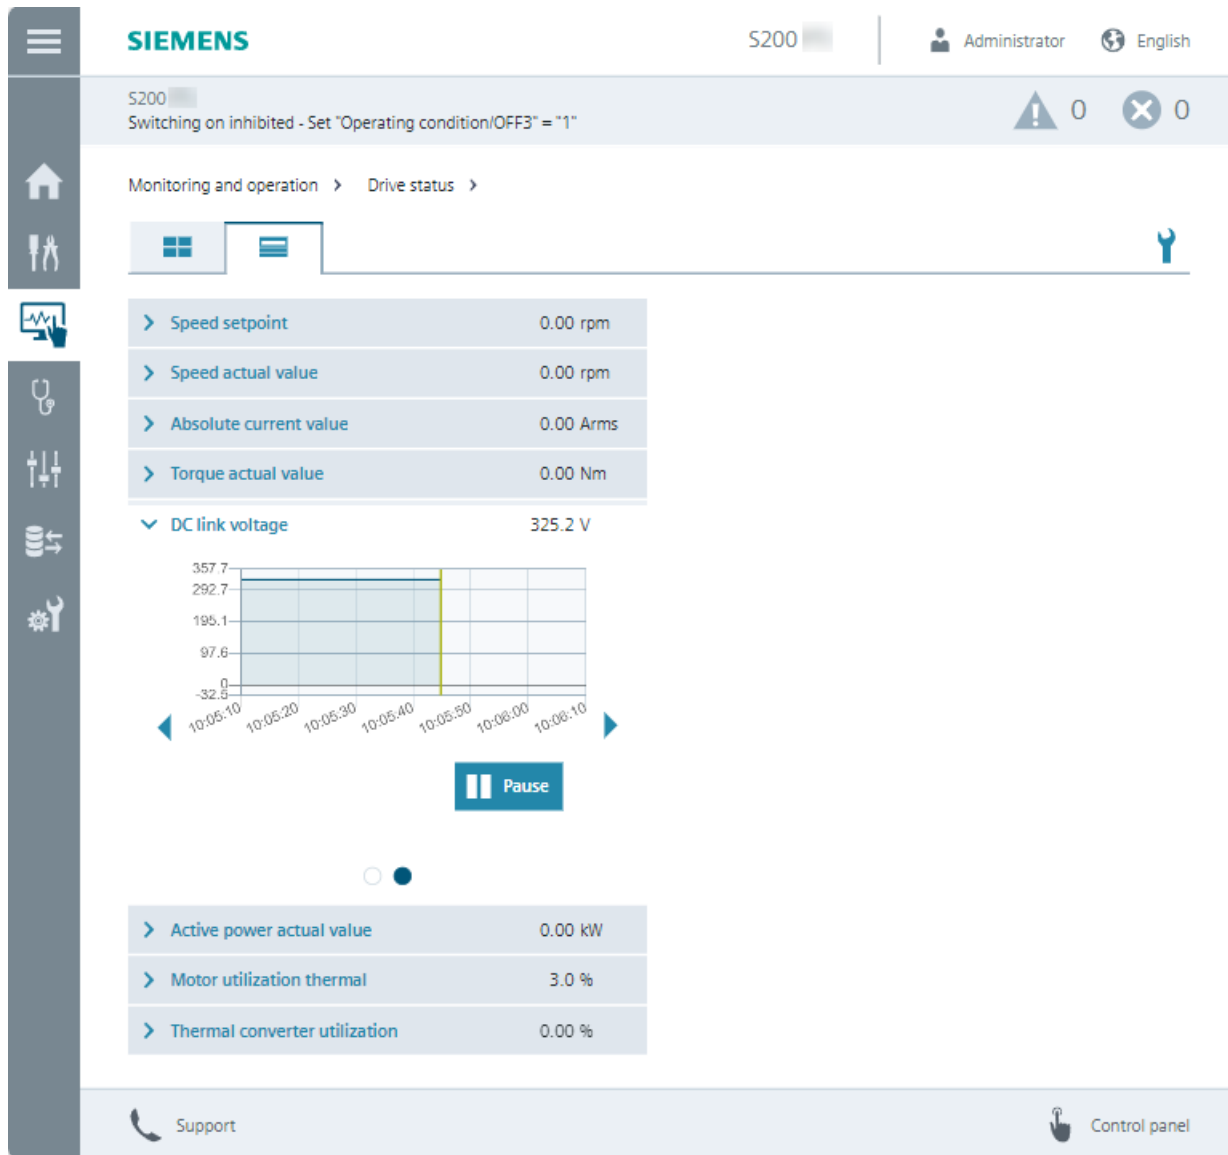 SIEMENS
S200
Administrator
English
S200
Switching on inhibited - Set "Operating condition/OFF3" = "1"
0
0
Monitoring and operation
Drive status
Speed setpoint 0.00 rpm
Speed actual value 0.00 rpm
Absolute current value 0.00 Arms
Torque actual value 0.00 Nm
DC link voltage 325.2 V
357.7
292.7
195.1
97.6
0
-32.5
10:05:10 10:05:20 10:05:30 10:05:40 10:05:50 10:06:00 10:06:10
Pause
Active power actual value 0.00 kW
Motor utilization thermal 3.0 %
Thermal converter utilization 0.00 %
Support
Control panel